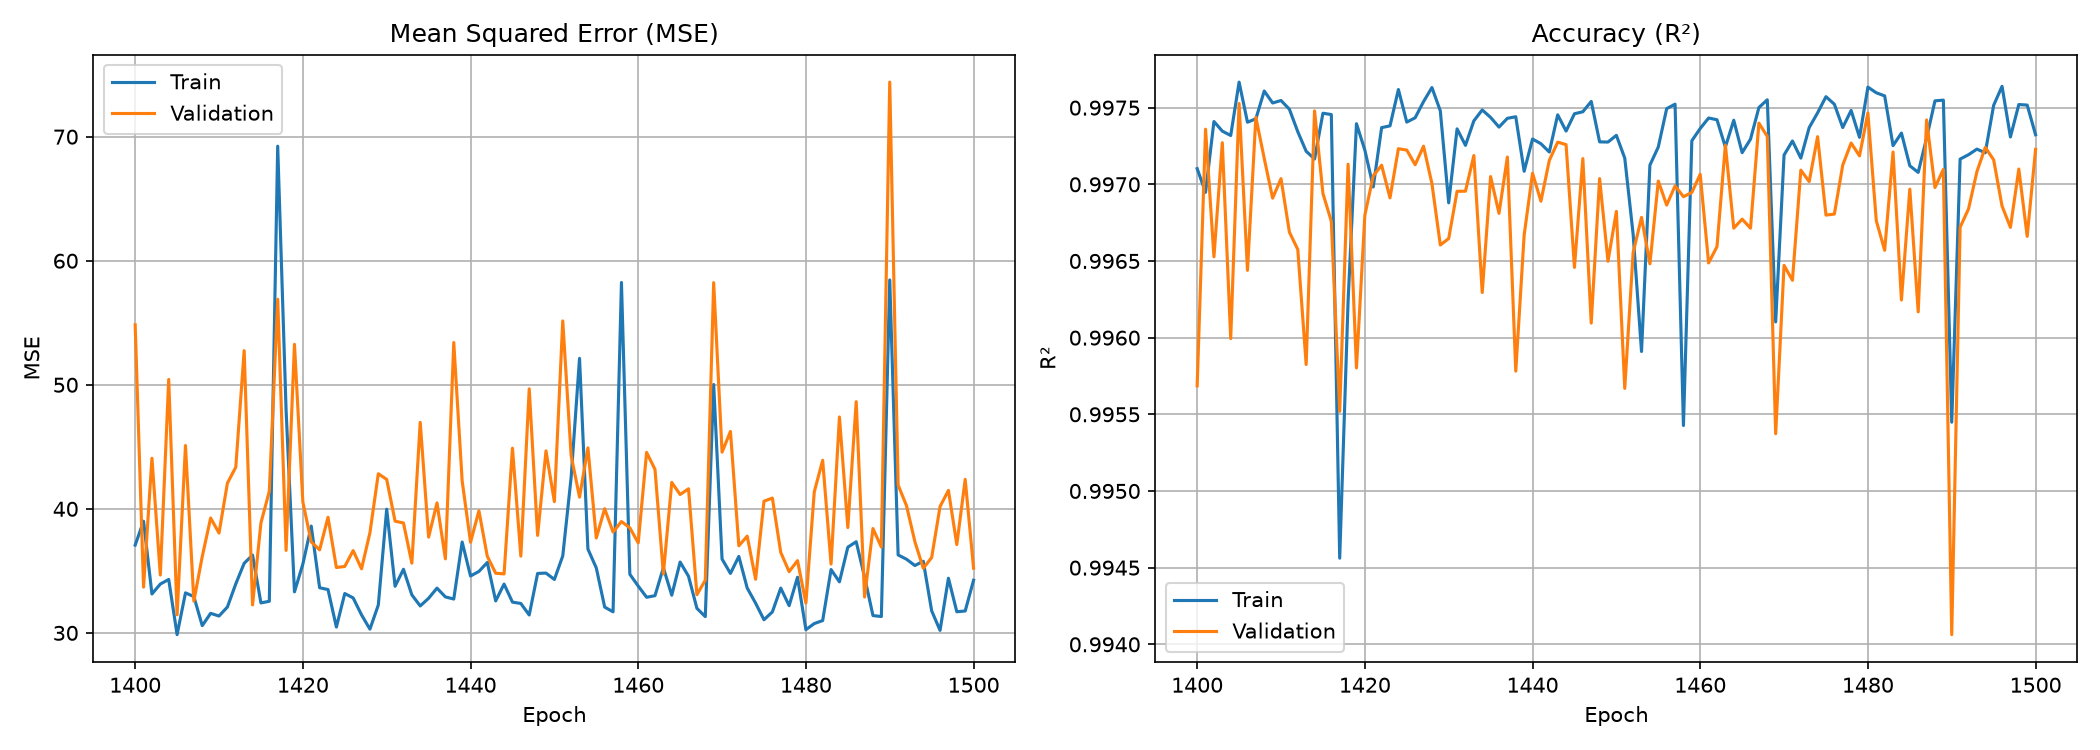 Mean Squared Error (MSE)
Train
Validation
70
60
50
40
30
MSE
1400
1420
1440
1460
1480
1500
Epoch
Accuracy (R²)
0.9975
0.9970
0.9965
0.9960
0.9955
0.9950
0.9945
0.9940
R²
Train
Validation
1400
1420
1440
1460
1480
1500
Epoch